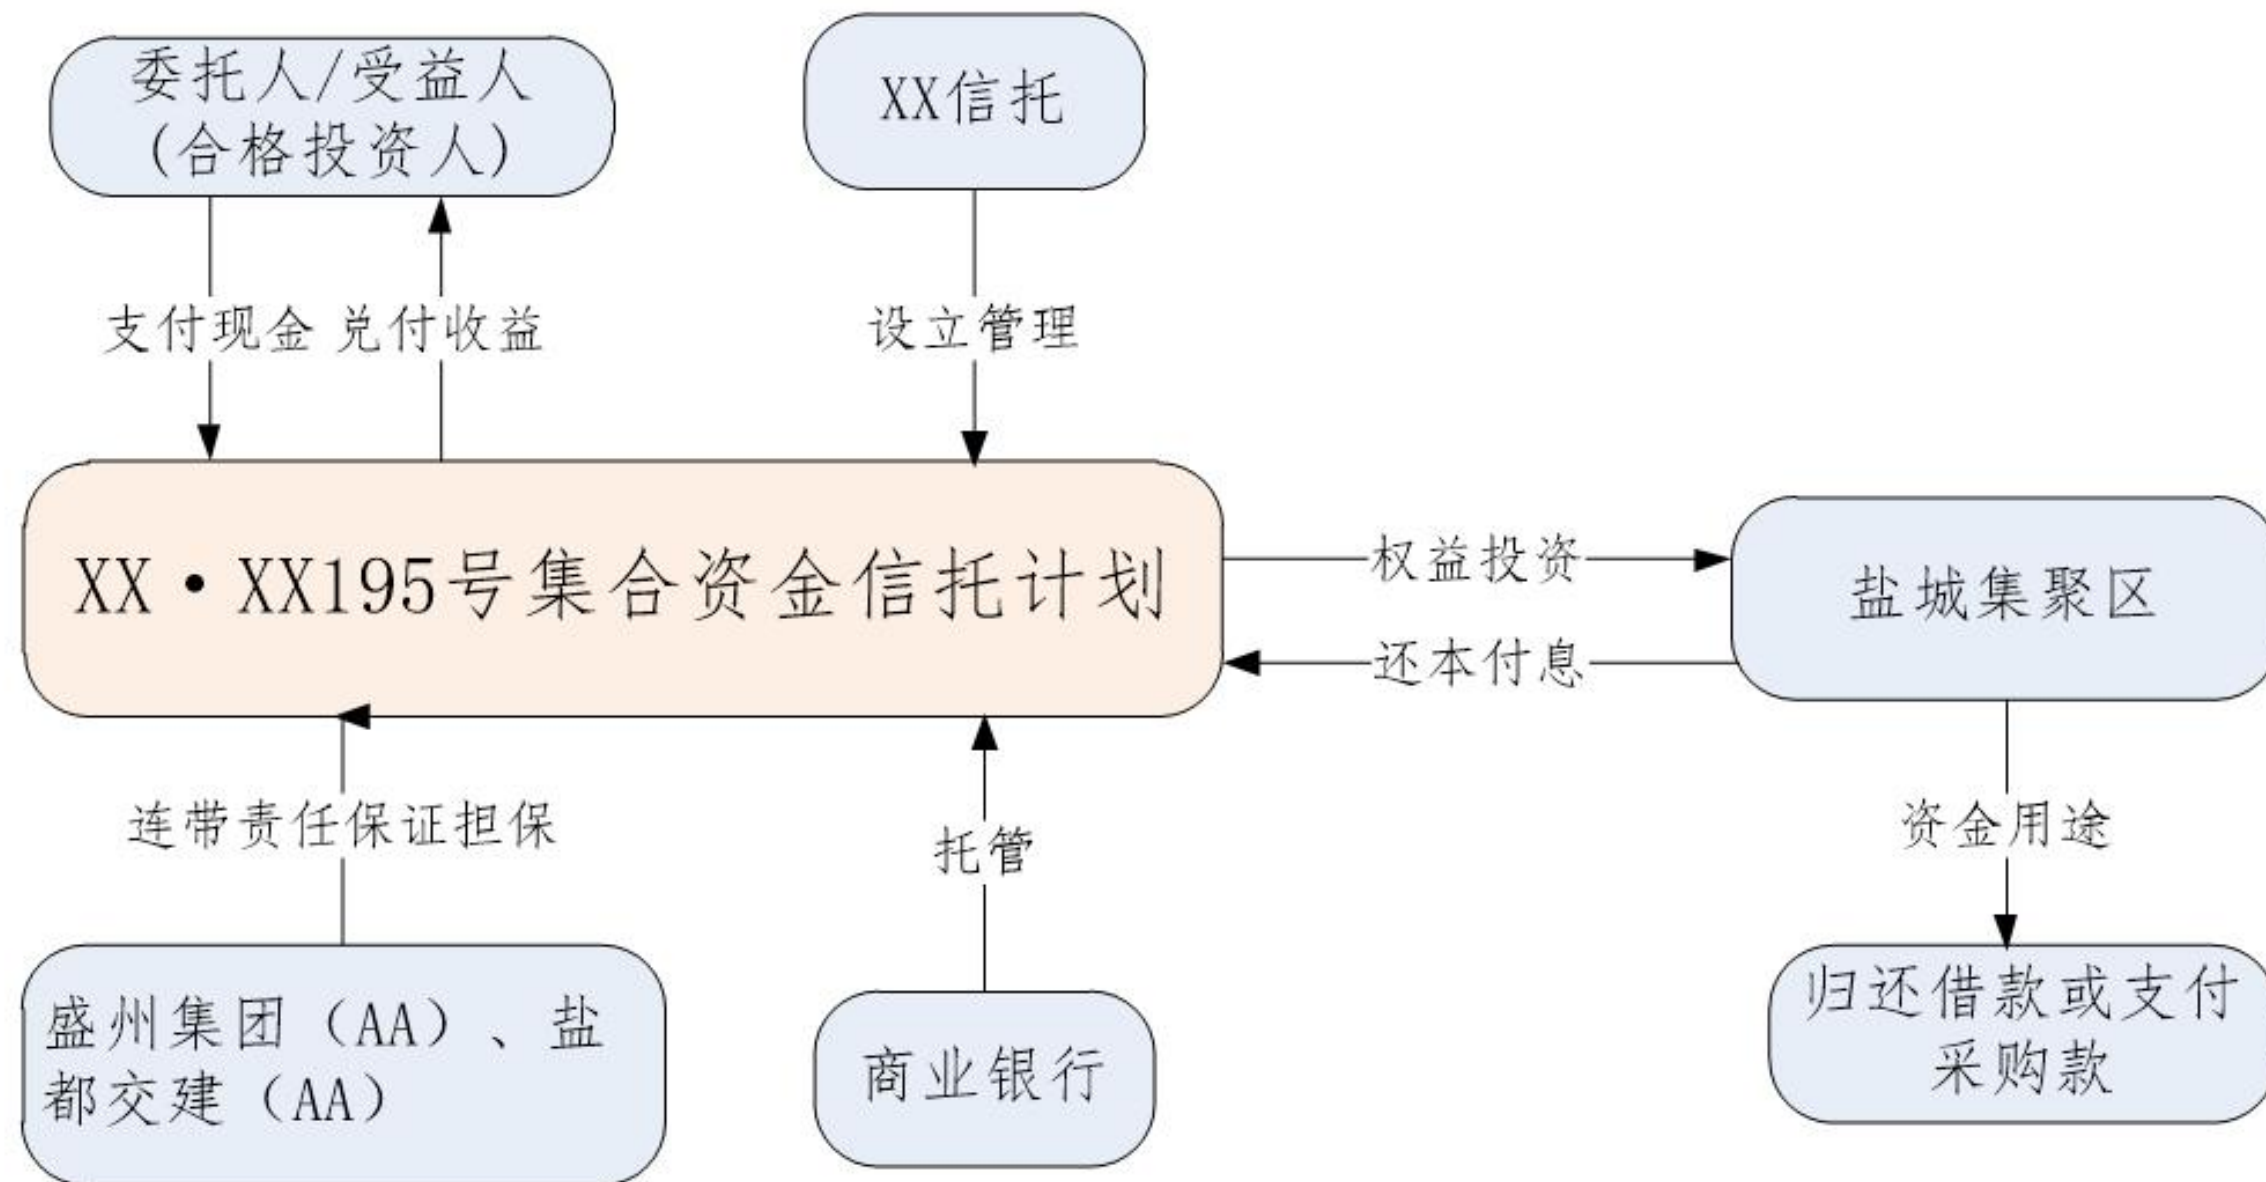 委托人/受益人
(合格投资人)
XX信托
支付现金
兑付收益
设立管理
XX·XX195号集合资金信托计划
权益投资
还本付息
盐城集聚区
连带责任保证担保
托管
资金用途
盛州集团（AA）、盐
都交建（AA）
商业银行
归还借款或支付
采购款